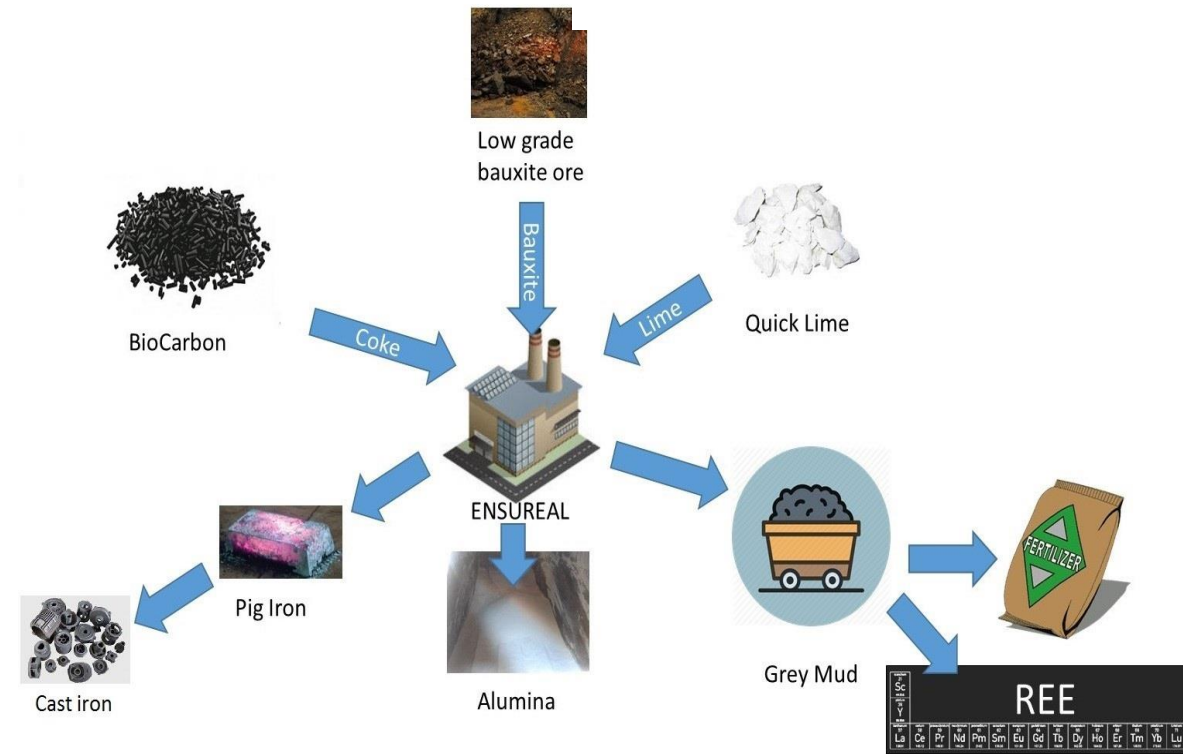 Low grade
bauxite ore
Bauxite
BioCarbon
Coke
Lime
Quick Lime
ENSUREAL
Pig Iron
Cast iron
Alumina
Grey Mud
FERTILIZER
REE
Sc
Y
La Ce Pr Nd Pm Sm Eu Gd Tb Dy Ho Er Tm Yb Lu